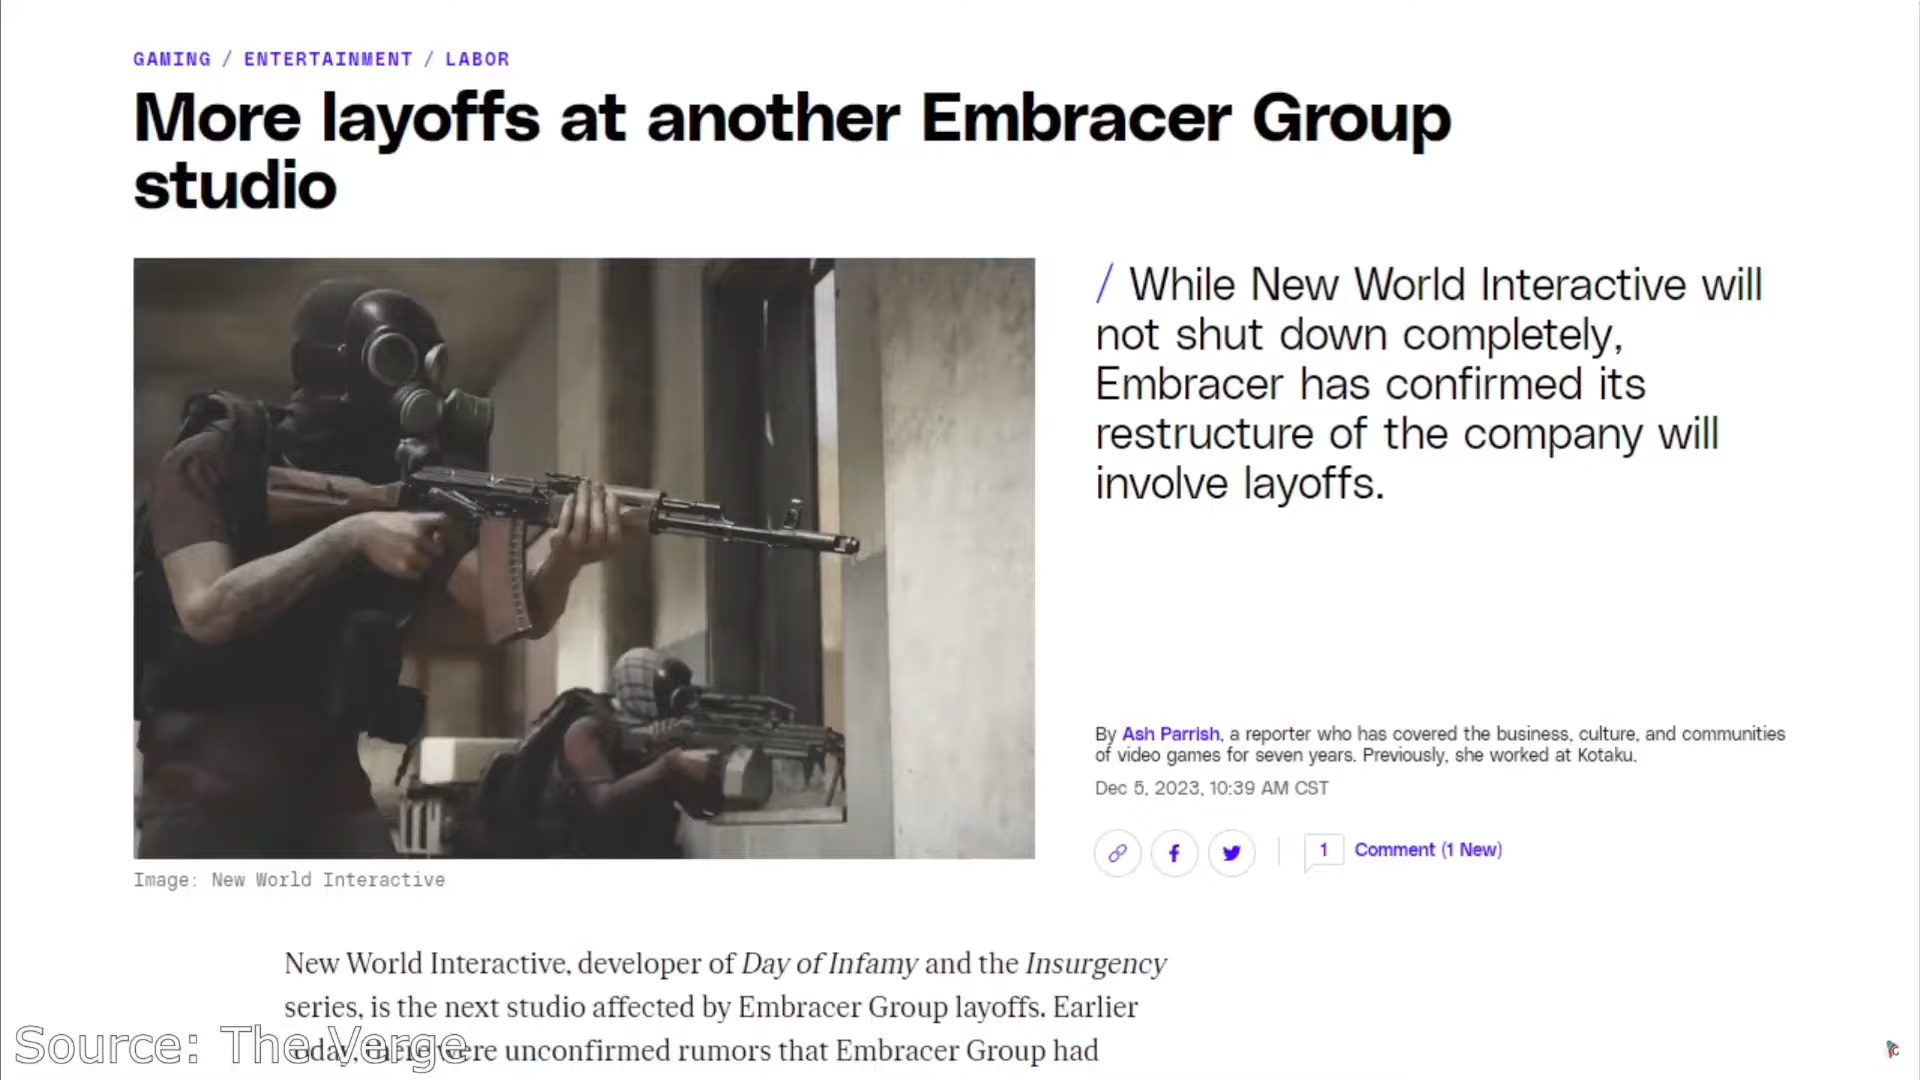 GAMING / ENTERTAINMENT / LABOR
More layoffs at another Embracer Group
studio
/ While New World Interactive will
not shut down completely,
Embracer has confirmed its
restructure of the company will
involve layoffs.
By Ash Parrish, a reporter who has covered the business, culture, and communities
of video games for seven years. Previously, she worked at Kotaku.
Dec 5, 2023, 10:39 AM CST
1 Comment (1 New)
Image: New World Interactive
New World Interactive, developer of Day of Infamy and the Insurgency
series, is the next studio affected by Embracer Group layoffs. Earlier
today, there were unconfirmed rumors that Embracer Group had
Source: The Verge